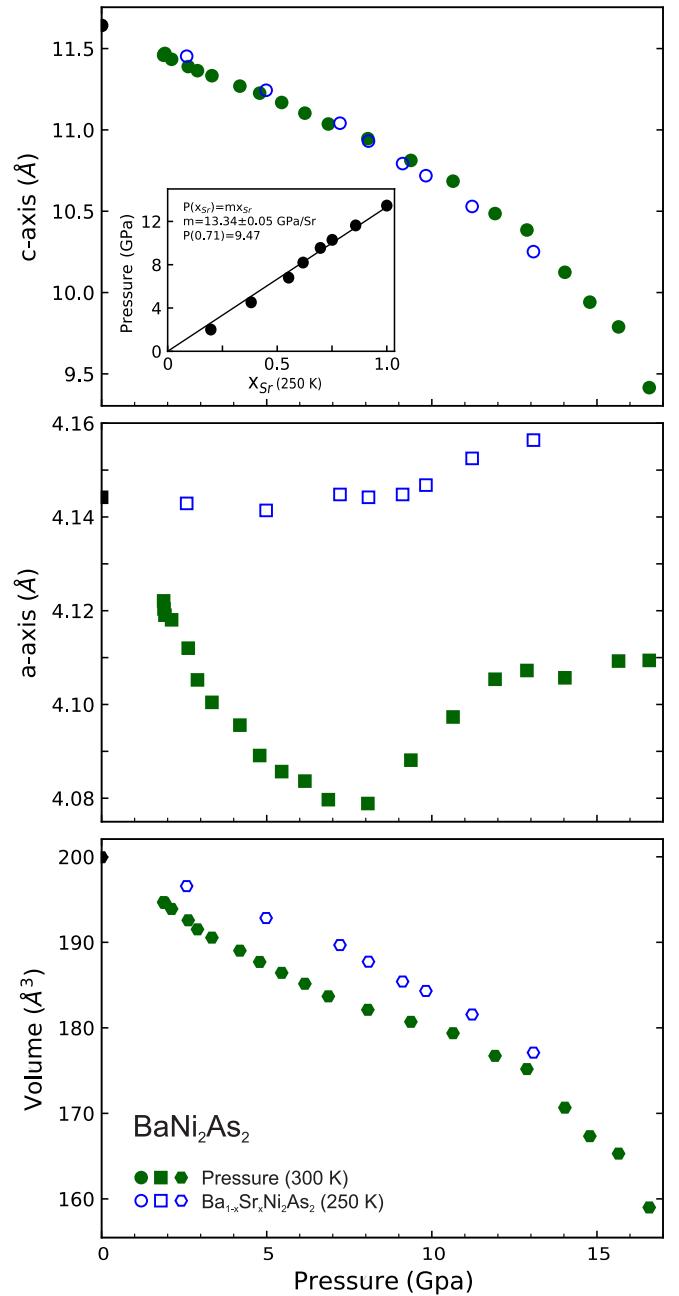 11.5
11.0
10.5
10.0
9.5
c-axis (Å)
P(x_Sr)=mx_Sr
m=13.34±0.05 GPa/Sr
P(0.71)=9.47
12
8
4
0
Pressure (GPa)
0 0.5 1.0
X_Sr (250 K)
4.16
4.14
4.12
4.10
4.08
a-axis (Å)
200
190
180
170
160
Volume (Å³)
BaNi₂As₂
Pressure (300 K)
Ba₁₋ₓSrₓNi₂As₂ (250 K)
0 5 10 15
Pressure (Gpa)